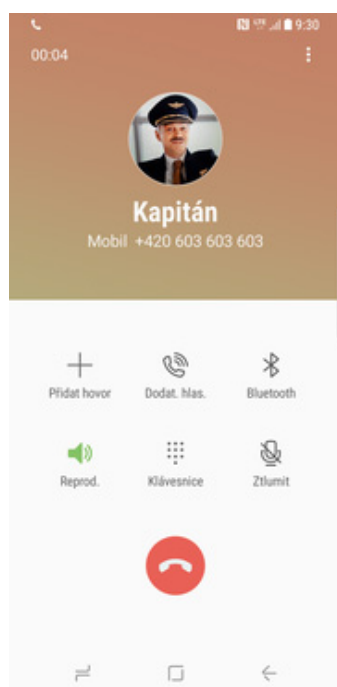 9:30
00:04
Kapitán
Mobil +420 603 603 603
Přidat hovor
Dodat. hlas.
Bluetooth
Reprod.
Klávesnice
Ztlumit